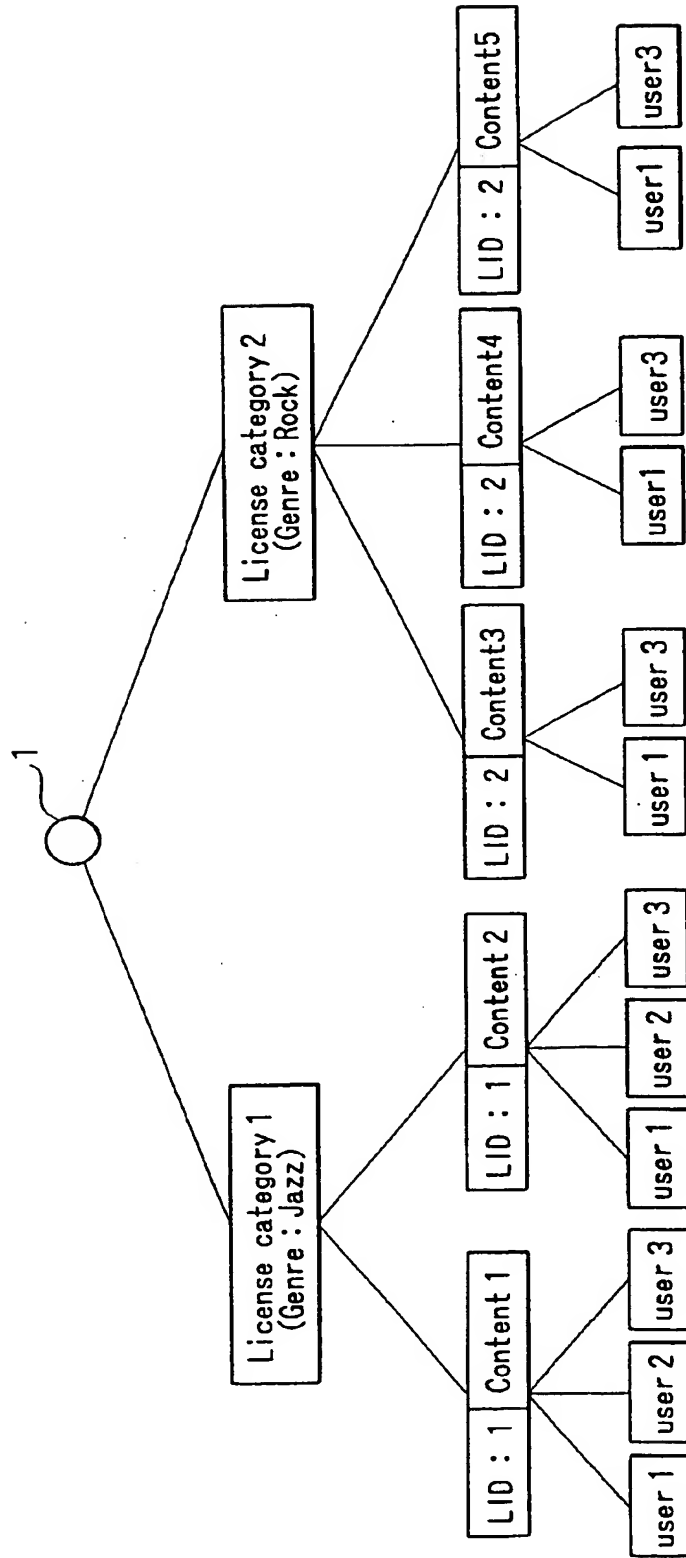 1
License category 1
(Genre : Jazz)
License category 2
(Genre : Rock)
LID : 1 Content 1
LID : 1 Content 2
LID : 2 Content3
LID : 2 Content4
LID : 2 Content5
user 1 user 2 user 3
user 1 user 2 user 3
user1 user 3
user1 user3
user1 user3